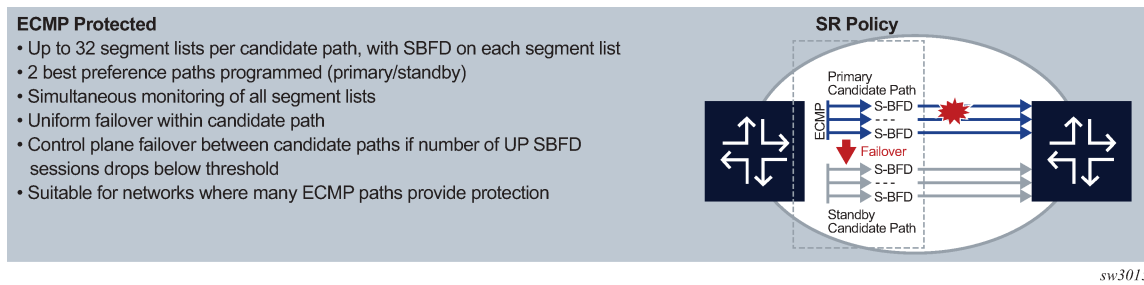 ECMP Protected
• Up to 32 segment lists per candidate path, with SBFD on each segment list
• 2 best preference paths programmed (primary/standby)
• Simultaneous monitoring of all segment lists
• Uniform failover within candidate path
• Control plane failover between candidate paths if number of UP SBFD
sessions drops below threshold
• Suitable for networks where many ECMP paths provide protection
SR Policy
Primary
Candidate Path
ECMP
S-BFD
S-BFD
Failover
S-BFD
S-BFD
Standby
Candidate Path